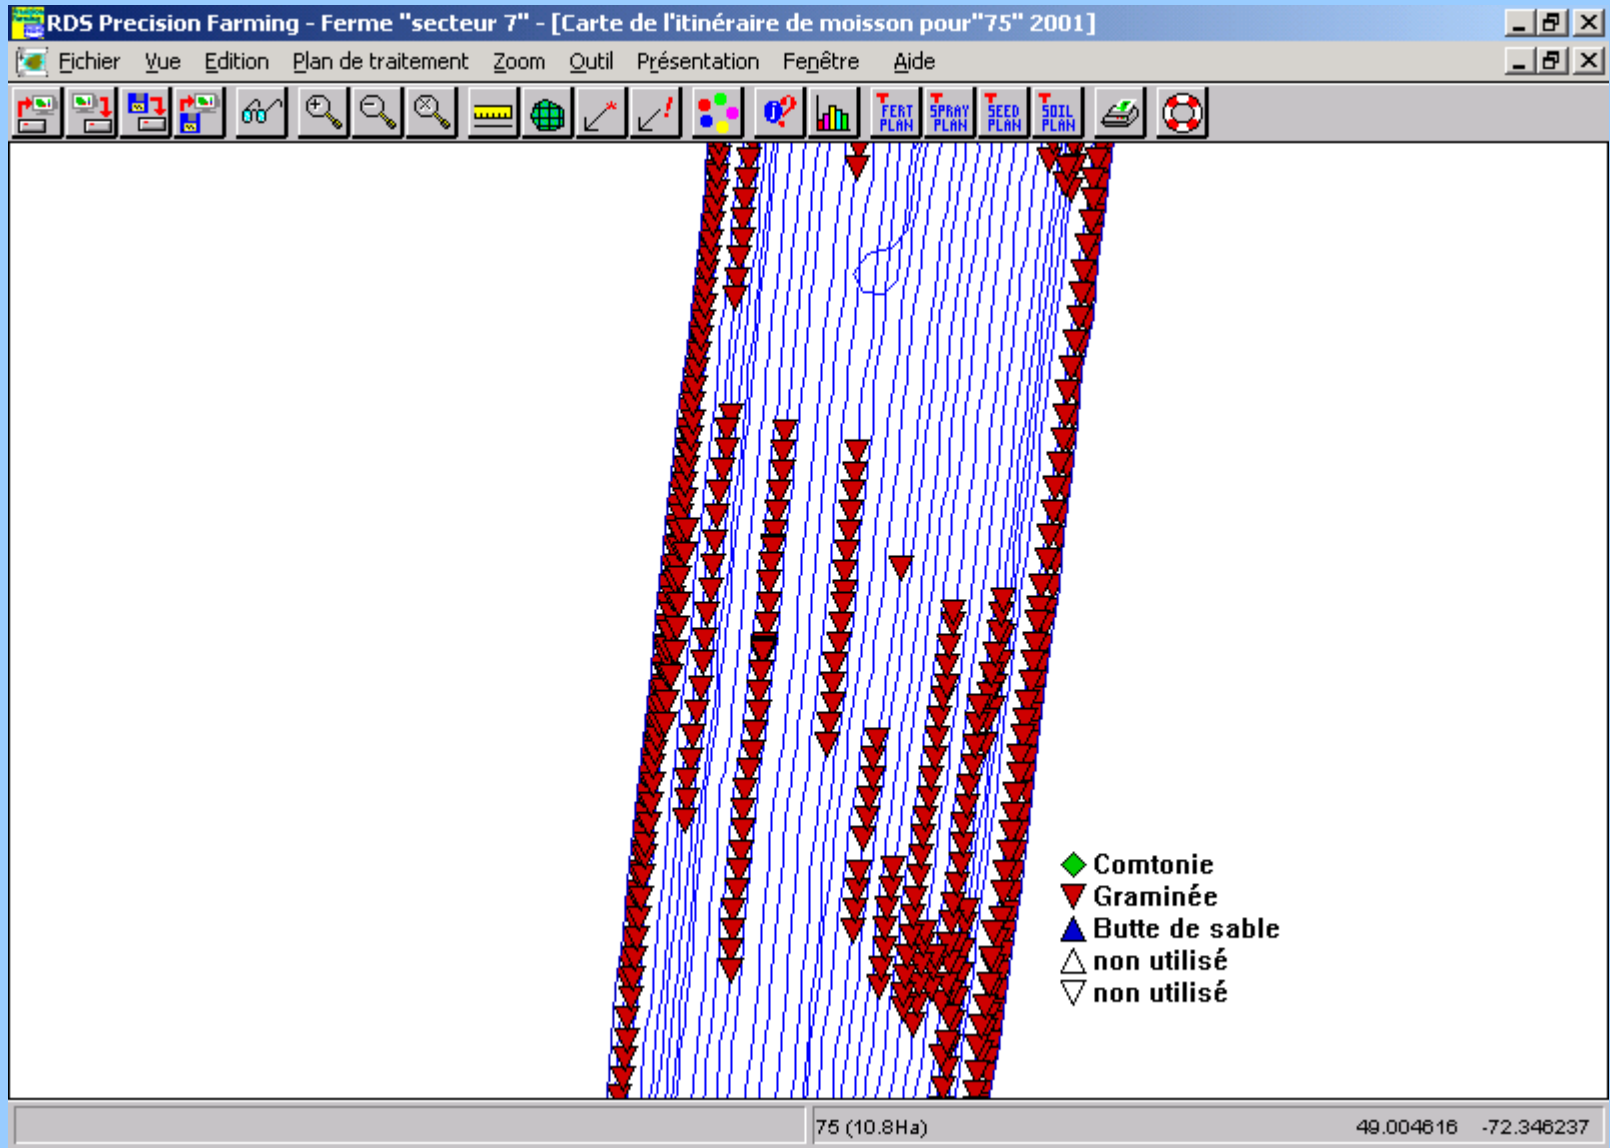 RDS Precision Farming - Ferme "secteur 7" - [Carte de l'itinéraire de moisson pour"75" 2001]
Fichier Vue Edition Plan de traitement Zoom Outil Présentation Fenêtre Aide
T FERT PLAN T SPRAY PLAN T SEED PLAN T SOIL PLAN
Comtonie
Graminée
Butte de sable
non utilisé
non utilisé
75 (10.8Ha) 49.004616 -72.346237